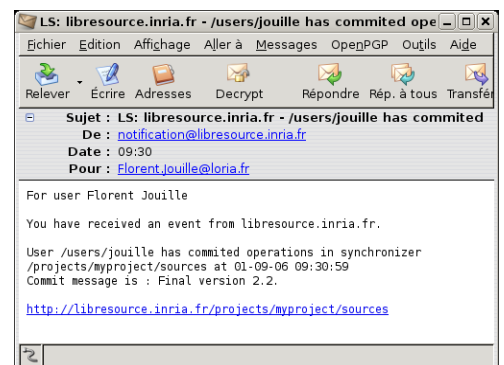 LS: libresource.inria.fr - /users/jouille has commited ope
Fichier Edition Affichage Aller à Messages OpenPGP Outils Aide
Relever Écrire Adresses Decrypt Répondre Rép. à tous Transfér
Sujet : LS: libresource.inria.fr - /users/jouille has commited
De : notification@libresource.inria.fr
Date : 09:30
Pour : Florent.Jouille@loria.fr
For user Florent Jouille
You have received an event from libresource.inria.fr.
User /users/jouille has commited operations in synchronizer
/projects/myproject/sources at 01-09-06 09:30:59
Commit message is : Final version 2.2.
http://libresource.inria.fr/projects/myproject/sources